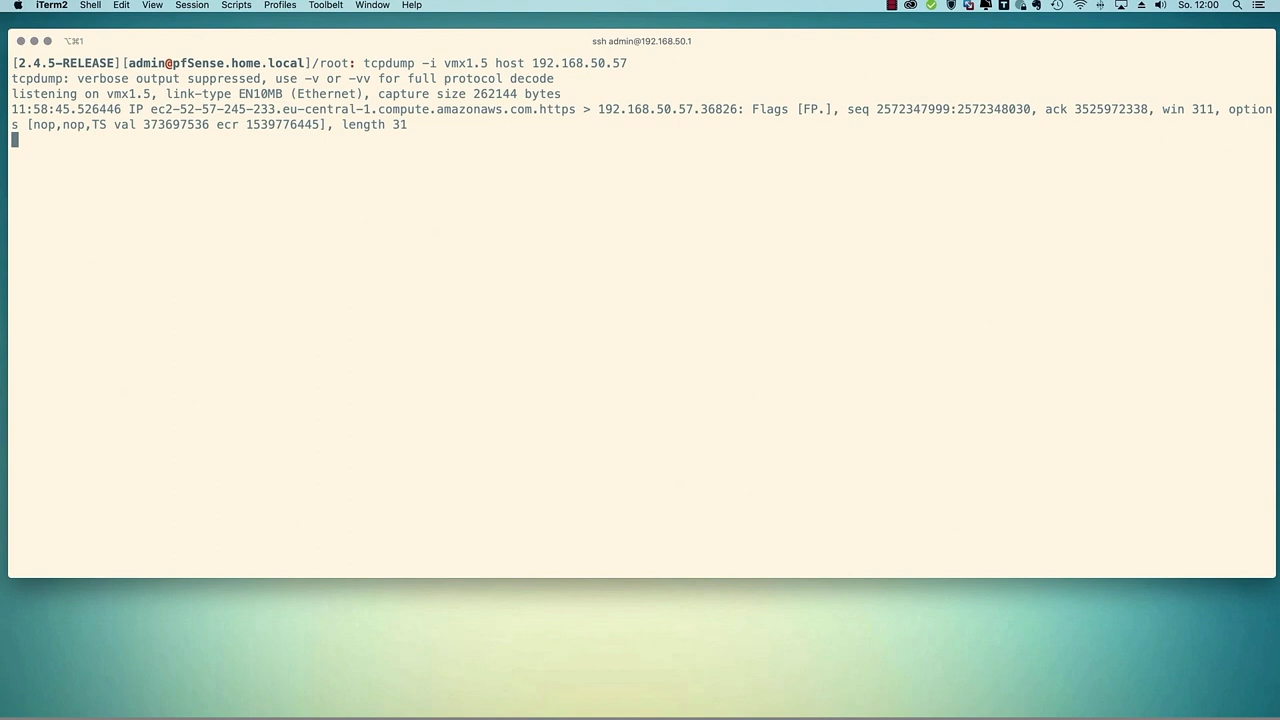 iTerm2 Shell Edit View Session Scripts Profiles Toolbelt Window Help So. 12:00
⌥⌘1 ssh admin@192.168.50.1
[2.4.5-RELEASE][admin@pfSense.home.local]/root: tcpdump -i vmx1.5 host 192.168.50.57
tcpdump: verbose output suppressed, use -v or -vv for full protocol decode
listening on vmx1.5, link-type EN10MB (Ethernet), capture size 262144 bytes
11:58:45.526446 IP ec2-52-57-245-233.eu-central-1.compute.amazonaws.com.https > 192.168.50.57.36826: Flags [FP.], seq 2572347999:2572348030, ack 3525972338, win 311, option
s [nop,nop,TS val 373697536 ecr 1539776445], length 31